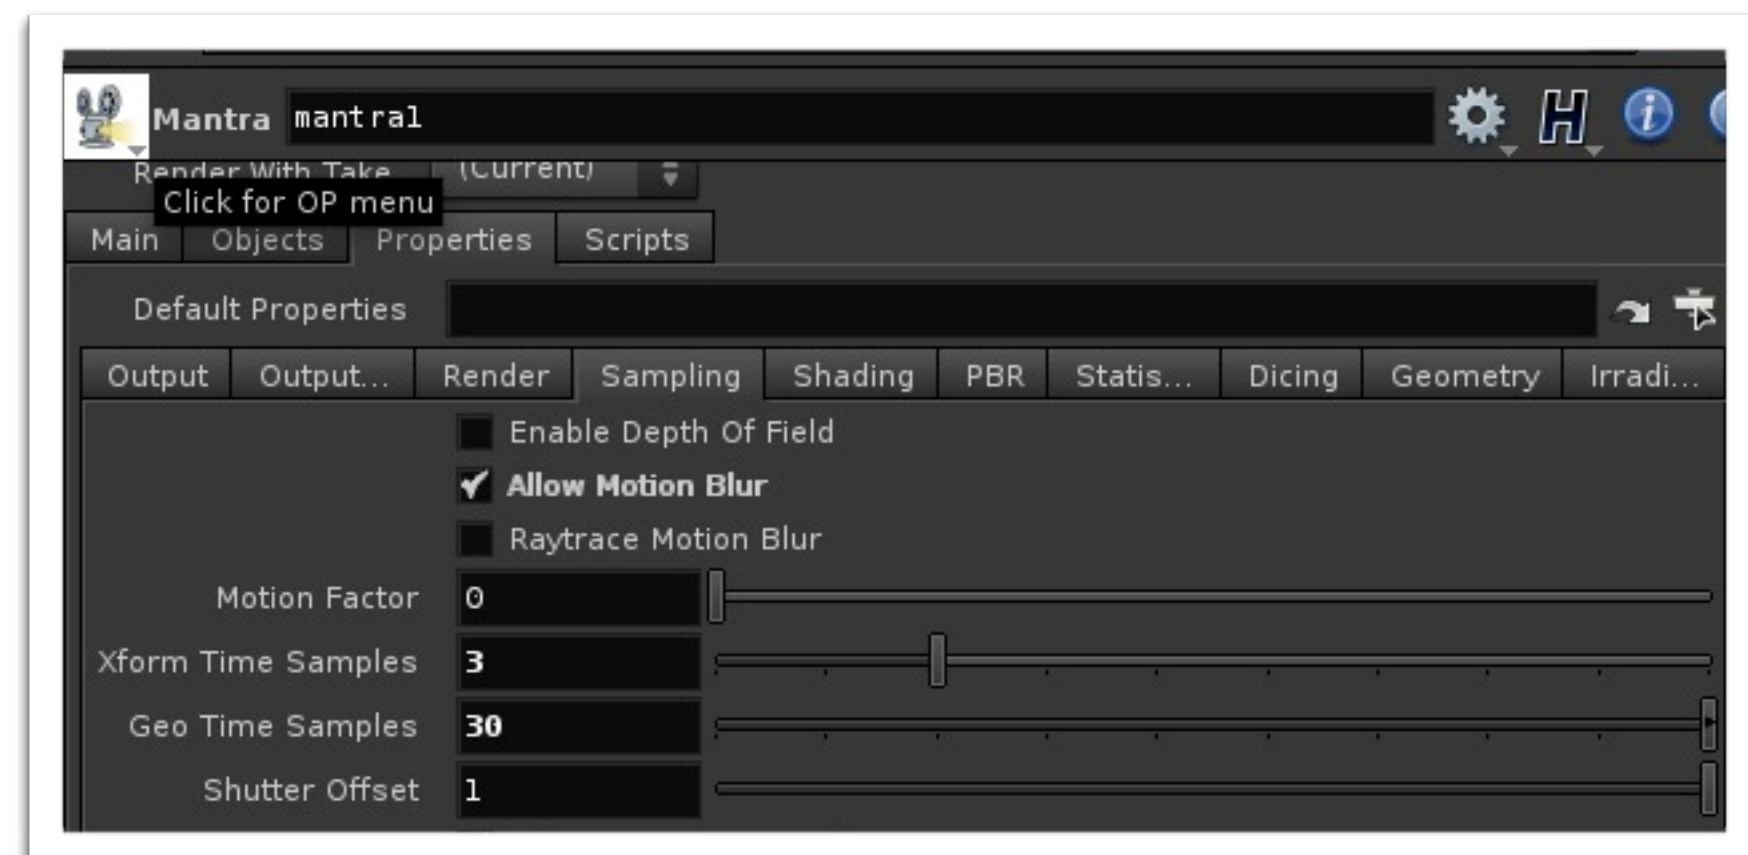 Mantra mantra1
Render With Take (Current)
Click for OP menu
Main Objects Properties Scripts
Default Properties
Output Output... Render Sampling Shading PBR Statis... Dicing Geometry Irradi...
Enable Depth Of Field
Allow Motion Blur
Raytrace Motion Blur
Motion Factor 0
Xform Time Samples 3
Geo Time Samples 30
Shutter Offset 1